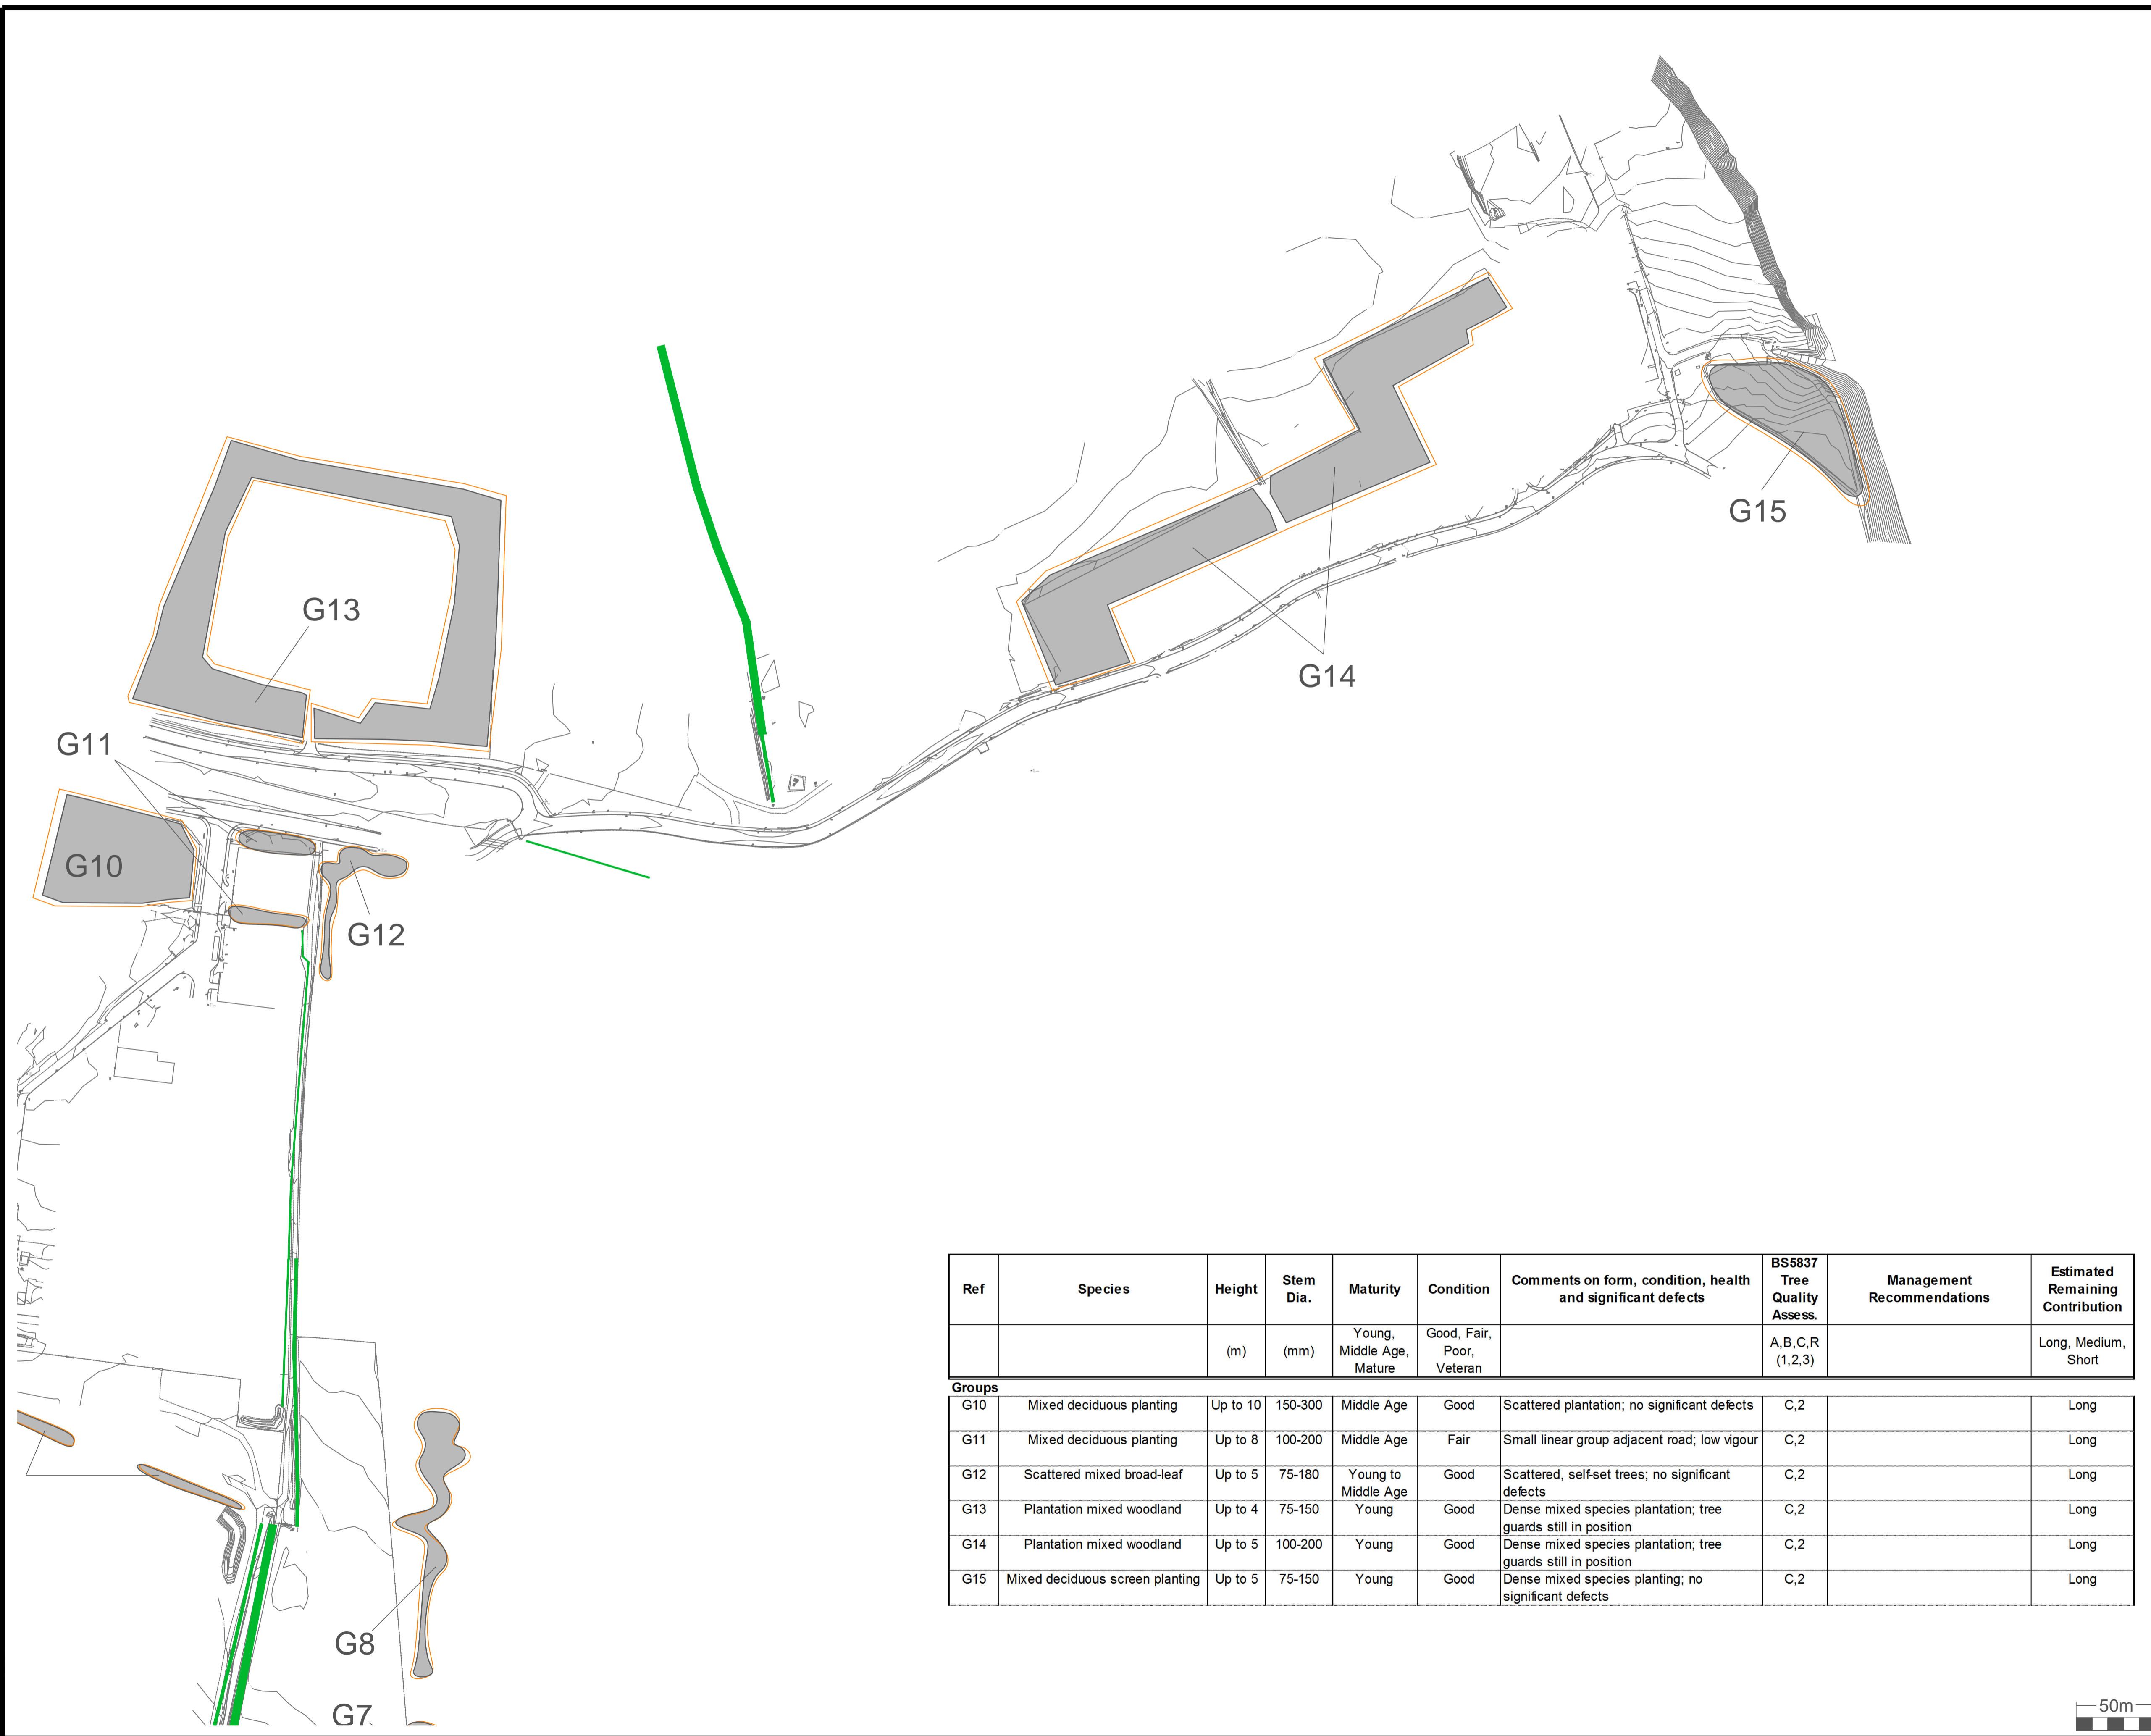 G15
G13
G14
G11
G10
G12
Ref Species Height Stem Dia. Maturity Condition Comments on form, condition, health and significant defects BS5837 Tree Quality Assess. Management Recommendations Estimated Remaining Contribution
(m) (mm) Young, Middle Age, Mature Good, Fair, Poor, Veteran A,B,C,R (1,2,3) Long, Medium, Short
Groups
G10 Mixed deciduous planting Up to 10 150-300 Middle Age Good Scattered plantation; no significant defects C,2 Long
G11 Mixed deciduous planting Up to 8 100-200 Middle Age Fair Small linear group adjacent road; low vigour C,2 Long
G12 Scattered mixed broad-leaf Up to 5 75-180 Young to Middle Age Good Scattered, self-set trees; no significant defects C,2 Long
G13 Plantation mixed woodland Up to 4 75-150 Young Good Dense mixed species plantation; tree guards still in position C,2 Long
G14 Plantation mixed woodland Up to 5 100-200 Young Good Dense mixed species plantation; tree guards still in position C,2 Long
G15 Mixed deciduous screen planting Up to 5 75-150 Young Good Dense mixed species planting; no significant defects C,2 Long
G8
G7
50m